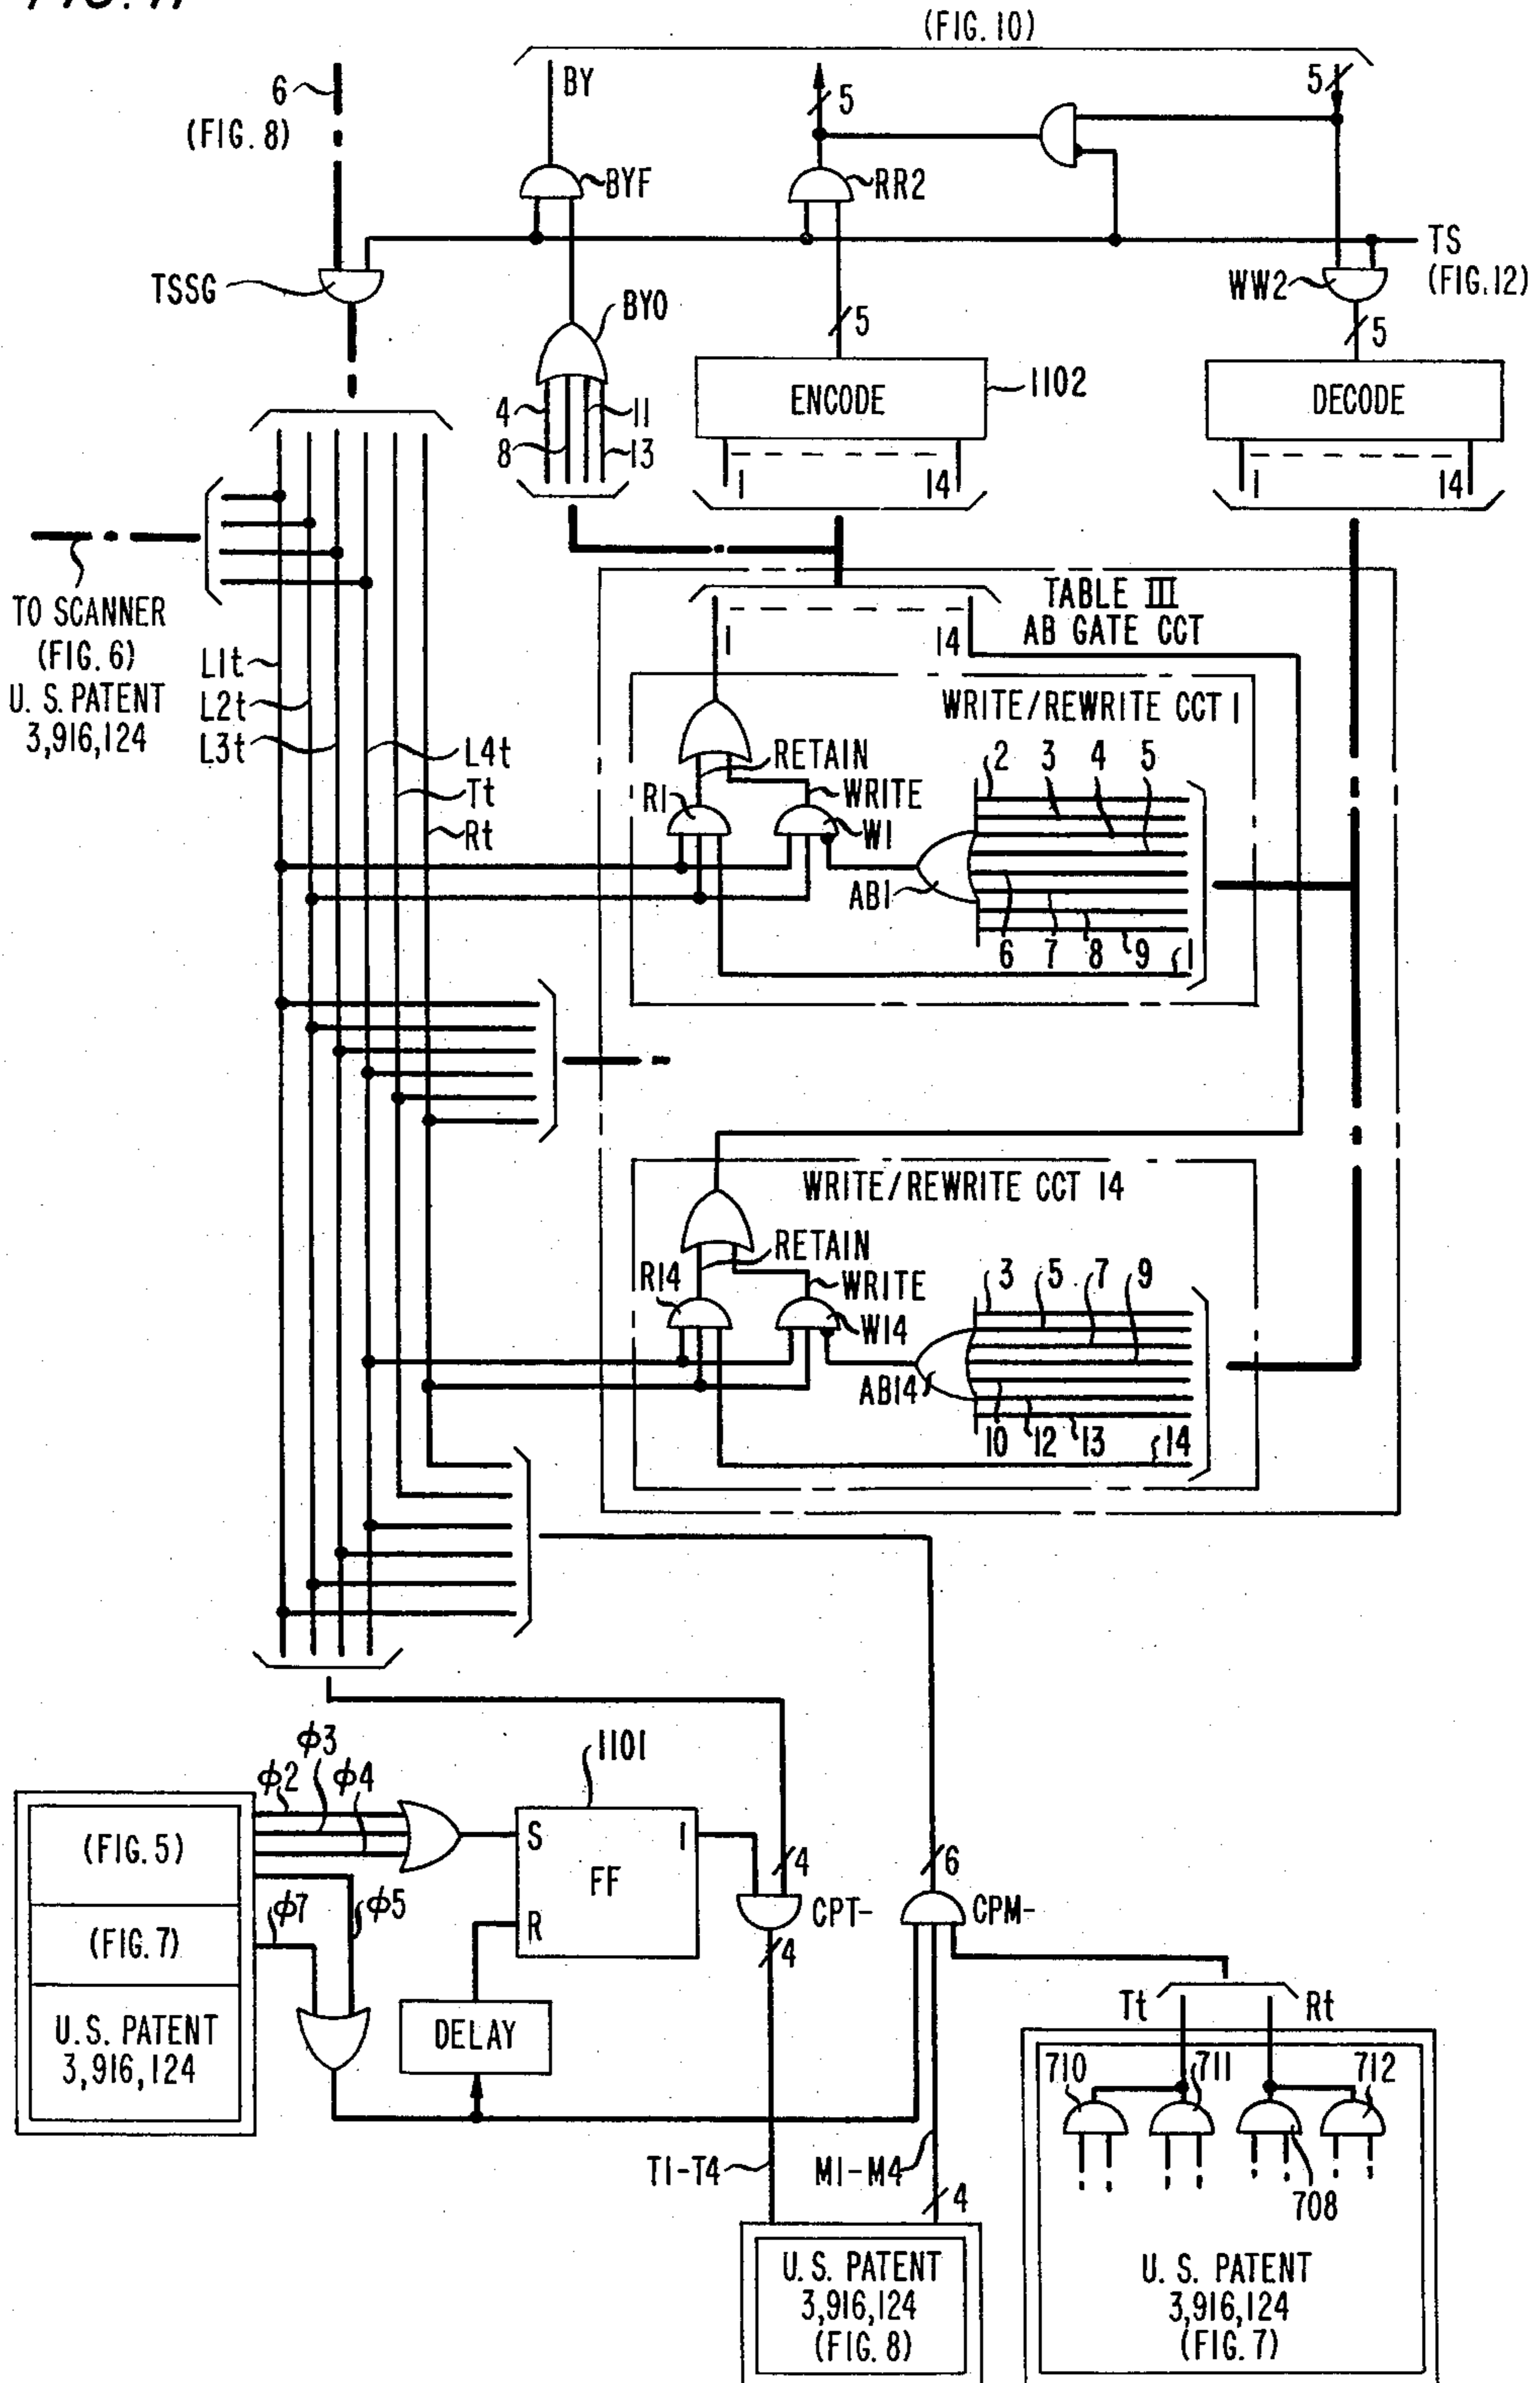 FIG. 11
(FIG. 10)
6
(FIG. 8)
BY
5
5
BYF
RR2
TS
(FIG. 12)
TSSG
WW2
BYO
5
5
ENCODE
1102
DECODE
4
11
8
13
1
14
1
14
TO SCANNER
(FIG. 6)
U. S. PATENT
3,916,124
L1t
L2t
L3t
L4t
Tt
Rt
TABLE III
AB GATE CCT
1
14
WRITE/REWRITE CCT 1
RETAIN
WRITE
R1
W1
AB1
2 3 4 5
6 7 8 9 1
WRITE/REWRITE CCT 14
RETAIN
WRITE
R14
W14
AB14
3 5 7 9
10 12 13 14
ϕ2
ϕ3
ϕ4
1101
(FIG. 5)
S
1
FF
R
4
6
CPT-
CPM-
4
ϕ7
ϕ5
(FIG. 7)
U.S. PATENT
3,916,124
DELAY
Tt
Rt
710
711
712
708
T1-T4
M1-M4
4
U.S. PATENT
3,916,124
(FIG. 8)
U.S. PATENT
3,916,124
(FIG. 7)